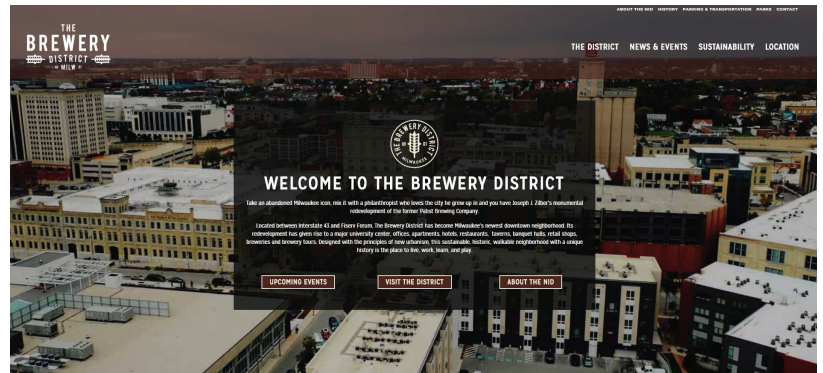 ABOUT THE NID HISTORY PARKING & TRANSPORTATION PARKS CONTACT
THE
BREWERY
DISTRICT
MILW
THE DISTRICT NEWS & EVENTS SUSTAINABILITY LOCATION
THE BREWERY DISTRICT
MILWAUKEE
WELCOME TO THE BREWERY DISTRICT
Take an abandoned Milwaukee icon, mix it with a philanthropist who loves the city he grew up in and you have Joseph J. Zilber's monumental
redevelopment of the former Pabst Brewing Company.
Located between Interstate 43 and Fiserv Forum, The Brewery District has become Milwaukee's newest downtown neighborhood. Its
redevelopment has given rise to a major university center, offices, apartments, hotels, restaurants, taverns, banquet halls, retail shops,
breweries and brewery tours. Designed with the principles of new urbanism, this sustainable, historic, walkable neighborhood with a unique
history is the place to live, work, learn, and play.
UPCOMING EVENTS
VISIT THE DISTRICT
ABOUT THE NID